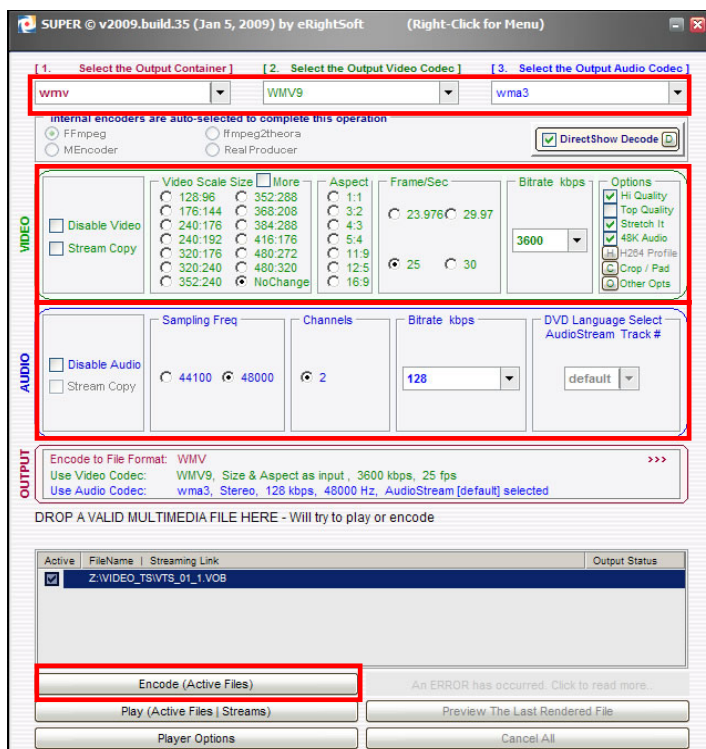 SUPER © v2009.build.35 (Jan 5, 2009) by eRightSoft (Right-Click for Menu)
[ 1. Select the Output Container ] [ 2. Select the Output Video Codec ] [ 3. Select the Output Audio Codec ]
wmv WMV9 wma3
Internal encoders are auto-selected to complete this operation
FFmpeg ffmpeg2theora
MEncoder RealProducer
DirectShow Decode D
VIDEO
Disable Video
Stream Copy
Video Scale Size More
128:96 352:288
176:144 368:208
240:176 384:288
240:192 416:176
320:176 480:272
320:240 480:320
352:240 NoChange
Aspect
1:1
3:2
4:3
5:4
11:9
12:5
16:9
Frame/Sec
23.976 29.97
25 30
Bitrate kbps
3600
Options
Hi Quality
Top Quality
Stretch It
48K Audio
H H264 Profile
C Crop / Pad
O Other Opts
AUDIO
Disable Audio
Stream Copy
Sampling Freq
44100 48000
Channels
2
Bitrate kbps
128
DVD Language Select
AudioStream Track #
default
OUTPUT
Encode to File Format: WMV >>>
Use Video Codec: WMV9, Size & Aspect as input , 3600 kbps, 25 fps
Use Audio Codec: wma3, Stereo, 128 kbps, 48000 Hz, AudioStream [default] selected
DROP A VALID MULTIMEDIA FILE HERE - Will try to play or encode
Active FileName | Streaming Link Output Status
Z:\VIDEO_TS\VTS_01_1.VOB
Encode (Active Files) An ERROR has occurred. Click to read more..
Play (Active Files | Streams) Preview The Last Rendered File
Player Options Cancel All